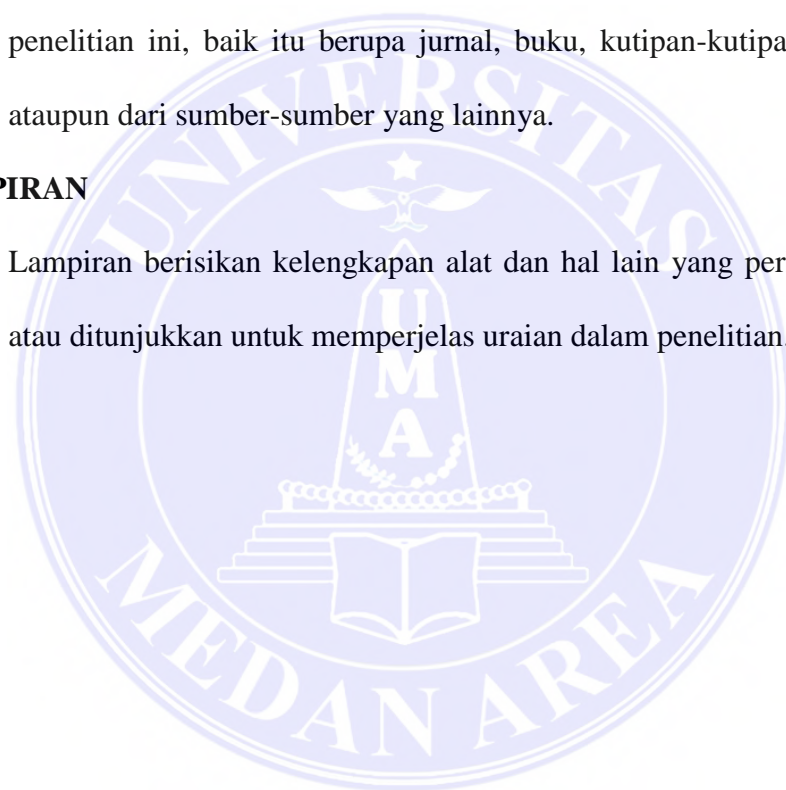 penelitian ini, baik itu berupa jurnal, buku, kutipan-kutipa
ataupun dari sumber-sumber yang lainnya.
PIRAN
Lampiran berisikan kelengkapan alat dan hal lain yang per
atau ditunjukkan untuk memperjelas uraian dalam penelitian.
UNIVERSITAS
UMA
MEDAN AREA